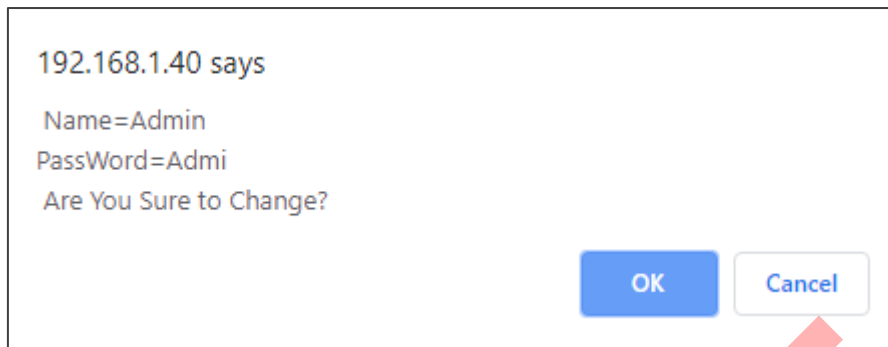 192.168.1.40 says
Name=Admin
PassWord=Admi
Are You Sure to Change?
OK
Cancel